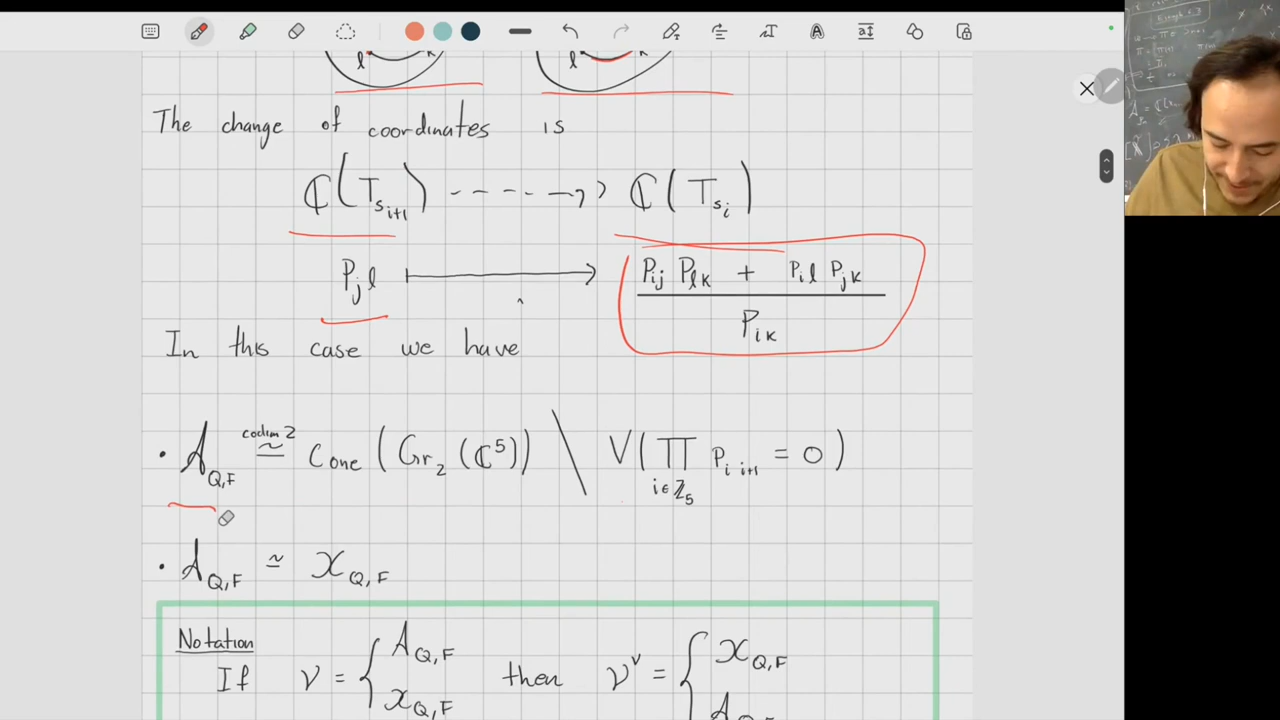 l k l k
The change of coordinates is
ℂ(T_{s_{i+1}}) ----→ ℂ(T_{s_i})
P_{jl} ↦ (P_{ij} P_{lk} + P_{il} P_{jk}) / P_{ik}
In this case we have
• A_{Q,F} ≃^{codim 2} Cone(Gr_2(ℂ^5)) \ V(∏_{i∈ℤ_5} P_{i i+1} = 0)
• A_{Q,F} ≃ X_{Q,F}
Notation
If V = { A_{Q,F} then V^∨ = { X_{Q,F}
X_{Q,F} A_{Q,F}